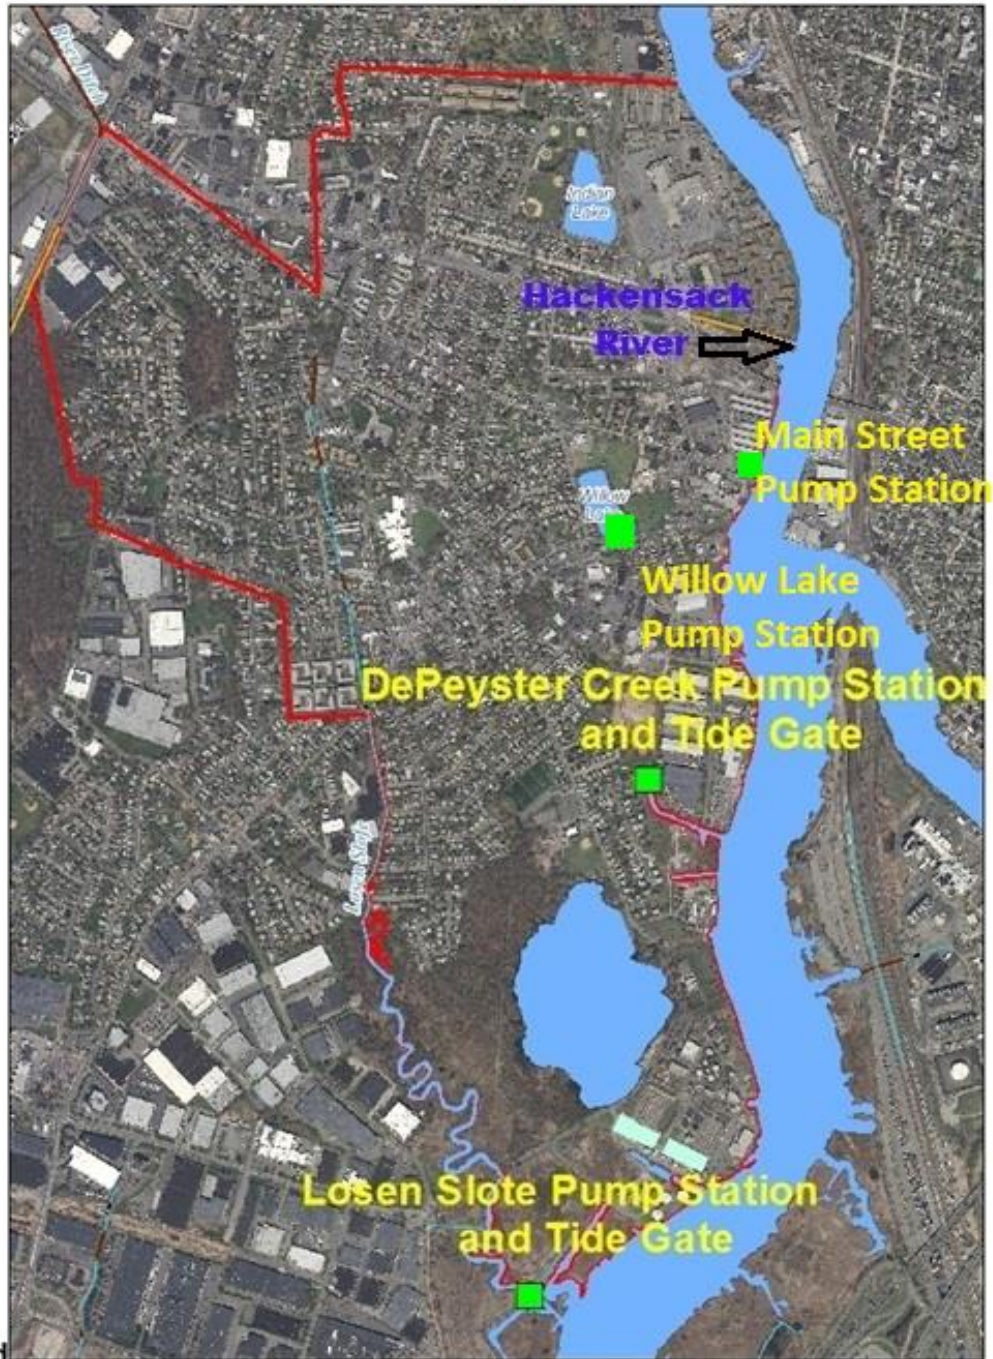 Indian
Lake
Hackensack
River
Main Street
Pump Station
Willow
Willow Lake
Pump Station
DePeyster Creek Pump Station
and Tide Gate
Losen Slote
Losen Slote Pump Station
and Tide Gate